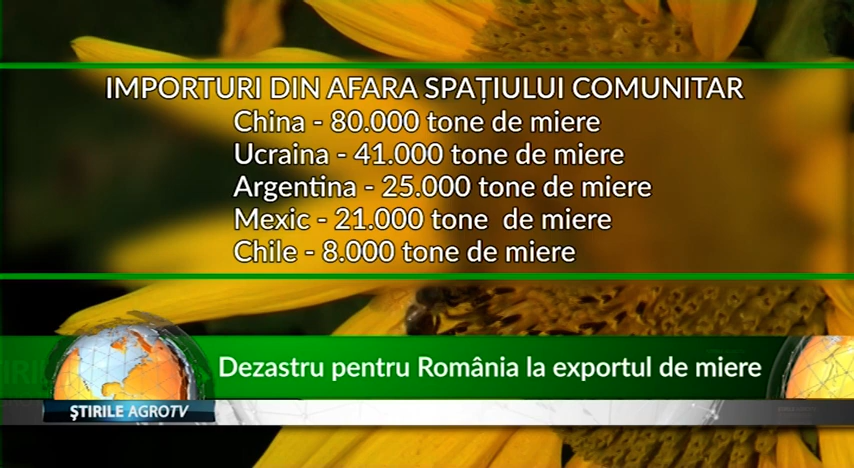 IMPORTURI DIN AFARA SPAȚIULUI COMUNITAR
China - 80.000 tone de miere
Ucraina - 41.000 tone de miere
Argentina - 25.000 tone de miere
Mexic - 21.000 tone  de miere
Chile - 8.000 tone de miere
Dezastru pentru România la exportul de miere
ȘTIRILE AGROTV